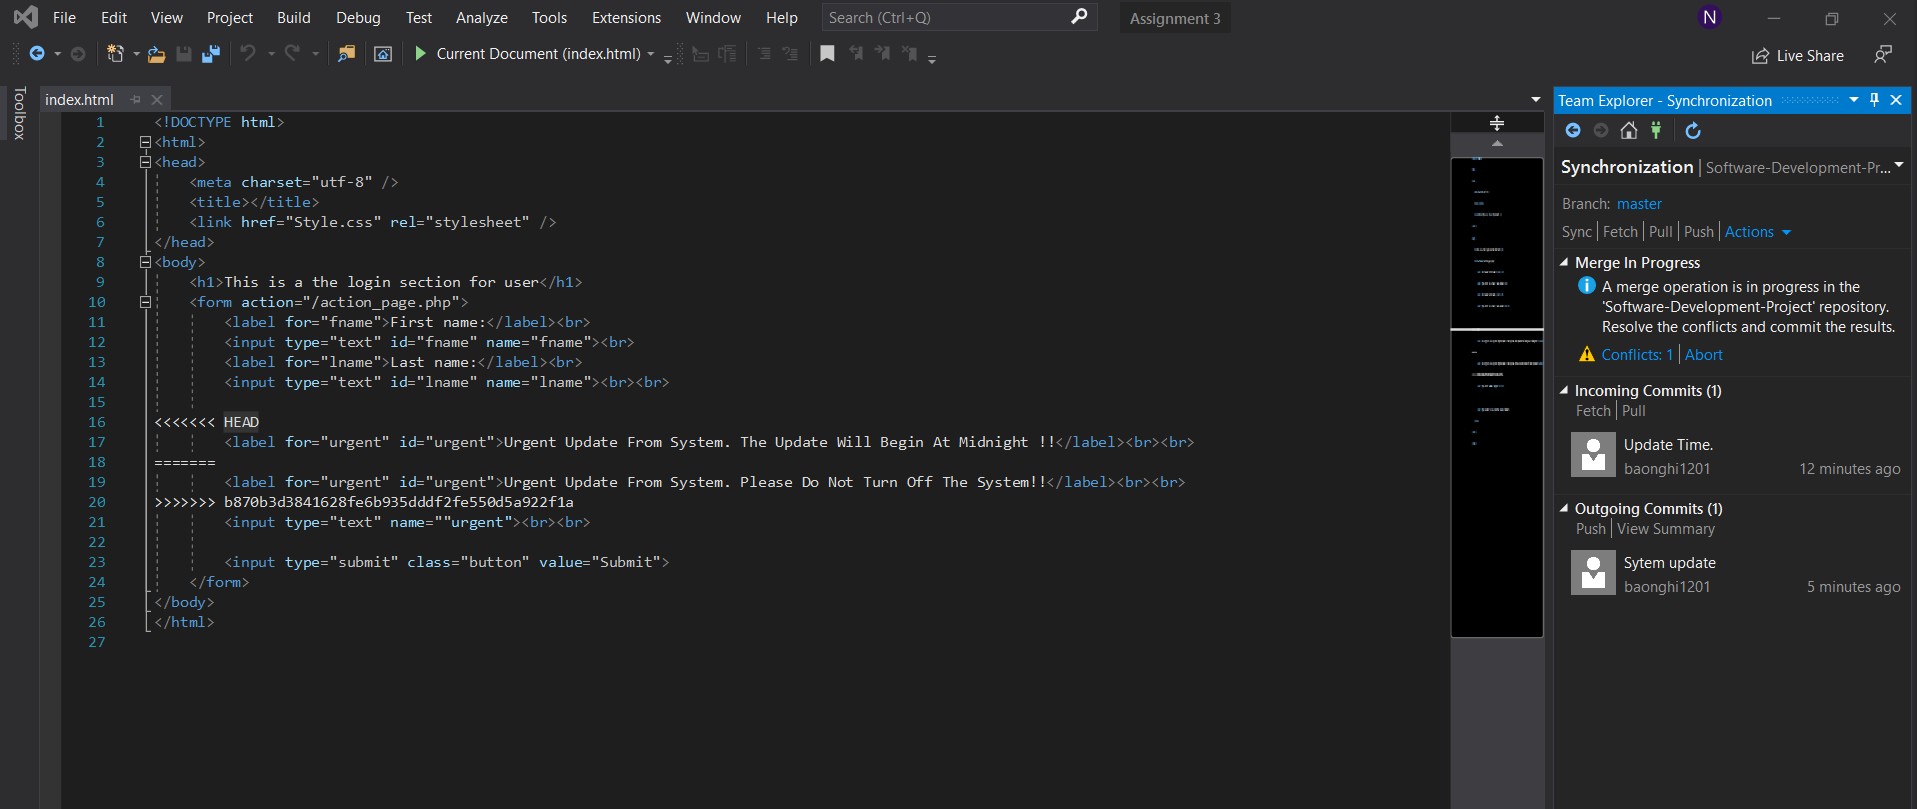 File Edit View Project Build Debug Test Analyze Tools Extensions Window Help Search (Ctrl+Q) Assignment 3 N
Current Document (index.html) Live Share
Toolbox
index.html
1 <!DOCTYPE html>
2 <html>
3 <head>
4 <meta charset="utf-8" />
5 <title></title>
6 <link href="Style.css" rel="stylesheet" />
7 </head>
8 <body>
9 <h1>This is a the login section for user</h1>
10 <form action="/action_page.php">
11 <label for="fname">First name:</label><br>
12 <input type="text" id="fname" name="fname"><br>
13 <label for="lname">Last name:</label><br>
14 <input type="text" id="lname" name="lname"><br><br>
15
16 <<<<<<< HEAD
17 <label for="urgent" id="urgent">Urgent Update From System. The Update Will Begin At Midnight !!</label><br><br>
18 =======
19 <label for="urgent" id="urgent">Urgent Update From System. Please Do Not Turn Off The System!!</label><br><br>
20 >>>>>>> b870b3d3841628fe6b935dddf2fe550d5a922f1a
21 <input type="text" name=""urgent"><br><br>
22
23 <input type="submit" class="button" value="Submit">
24 </form>
25 </body>
26 </html>
27
Team Explorer - Synchronization
Synchronization | Software-Development-Pr...
Branch: master
Sync | Fetch | Pull | Push | Actions
Merge In Progress
A merge operation is in progress in the
'Software-Development-Project' repository.
Resolve the conflicts and commit the results.
Conflicts: 1 | Abort
Incoming Commits (1)
Fetch | Pull
Update Time.
baonghi1201 12 minutes ago
Outgoing Commits (1)
Push | View Summary
Sytem update
baonghi1201 5 minutes ago